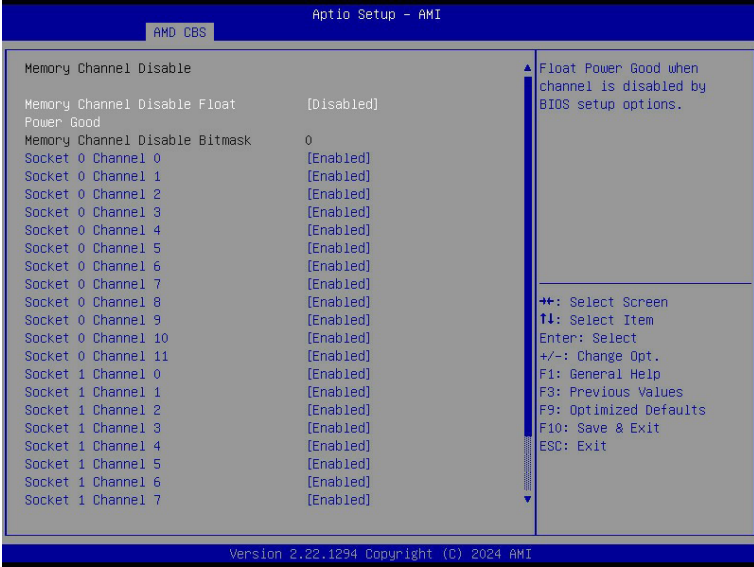 Aptio Setup – AMI
AMD CBS
Memory Channel Disable
Memory Channel Disable Float [Disabled]
Power Good
Memory Channel Disable Bitmask 0
Socket 0 Channel 0 [Enabled]
Socket 0 Channel 1 [Enabled]
Socket 0 Channel 2 [Enabled]
Socket 0 Channel 3 [Enabled]
Socket 0 Channel 4 [Enabled]
Socket 0 Channel 5 [Enabled]
Socket 0 Channel 6 [Enabled]
Socket 0 Channel 7 [Enabled]
Socket 0 Channel 8 [Enabled]
Socket 0 Channel 9 [Enabled]
Socket 0 Channel 10 [Enabled]
Socket 0 Channel 11 [Enabled]
Socket 1 Channel 0 [Enabled]
Socket 1 Channel 1 [Enabled]
Socket 1 Channel 2 [Enabled]
Socket 1 Channel 3 [Enabled]
Socket 1 Channel 4 [Enabled]
Socket 1 Channel 5 [Enabled]
Socket 1 Channel 6 [Enabled]
Socket 1 Channel 7 [Enabled]
Float Power Good when
channel is disabled by
BIOS setup options.
→←: Select Screen
↑↓: Select Item
Enter: Select
+/-: Change Opt.
F1: General Help
F3: Previous Values
F9: Optimized Defaults
F10: Save & Exit
ESC: Exit
Version 2.22.1294 Copyright (C) 2024 AMI